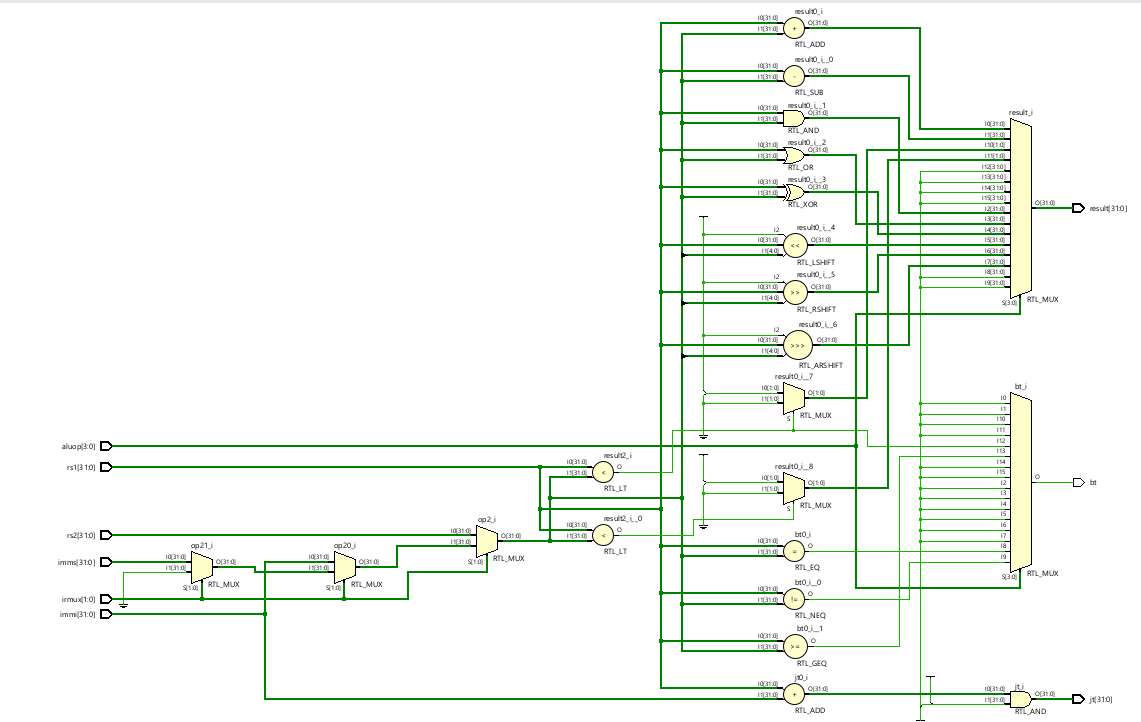 result0_i
I0[31:0]
O[31:0]
I1[31:0]
RTL_ADD
result0_i__0
I0[31:0]
O[31:0]
I1[31:0]
RTL_SUB
result0_i__1
I0[31:0]
O[31:0]
I1[31:0]
RTL_AND
result0_i__2
I0[31:0]
O[31:0]
I1[31:0]
RTL_OR
result0_i__3
I0[31:0]
O[31:0]
I1[31:0]
RTL_XOR
result0_i__4
I2
I0[31:0]
<<
O[31:0]
I1[4:0]
RTL_LSHIFT
result0_i__5
I2
I0[31:0]
>>
O[31:0]
I1[4:0]
RTL_RSHIFT
result0_i__6
I2
I0[31:0]
>>>
O[31:0]
I1[4:0]
RTL_ARSHIFT
result0_i__7
I0[1:0]
O[1:0]
I1[1:0]
S
RTL_MUX
result_i
I0[31:0]
I1[31:0]
I10[1:0]
I11[1:0]
I12[31:0]
I13[31:0]
I14[31:0]
I15[31:0]
I2[31:0]
I3[31:0]
I4[31:0]
I5[31:0]
I6[31:0]
I7[31:0]
I8[31:0]
I9[31:0]
S[3:0]
O[31:0]
RTL_MUX
result[31:0]
aluop[3:0]
rs1[31:0]
rs2[31:0]
imms[31:0]
irmux[1:0]
immi[31:0]
op21_i
I0[31:0]
I1[31:0]
O[31:0]
S[1:0]
RTL_MUX
op20_i
I0[31:0]
I1[31:0]
O[31:0]
S[1:0]
RTL_MUX
op2_i
I0[31:0]
I1[31:0]
O[31:0]
S[1:0]
RTL_MUX
result2_i
I0[31:0]
I1[31:0]
<
O
RTL_LT
result2_i__0
I0[31:0]
I1[31:0]
<
O
RTL_LT
result0_i__8
I0[1:0]
O[1:0]
I1[1:0]
S
RTL_MUX
bt0_i
I0[31:0]
I1[31:0]
=
O
RTL_EQ
bt0_i__0
I0[31:0]
I1[31:0]
!=
O
RTL_NEQ
bt0_i__1
I0[31:0]
I1[31:0]
>=
O
RTL_GEQ
jt0_i
I0[31:0]
I1[31:0]
+
O[31:0]
RTL_ADD
bt_i
I0
I1
I10
I11
I12
I13
I14
I15
I2
I3
I4
I5
I6
I7
I8
I9
S[3:0]
O
RTL_MUX
bt
jt_i
I0[31:0]
I1[31:0]
O[31:0]
RTL_AND
jt[31:0]